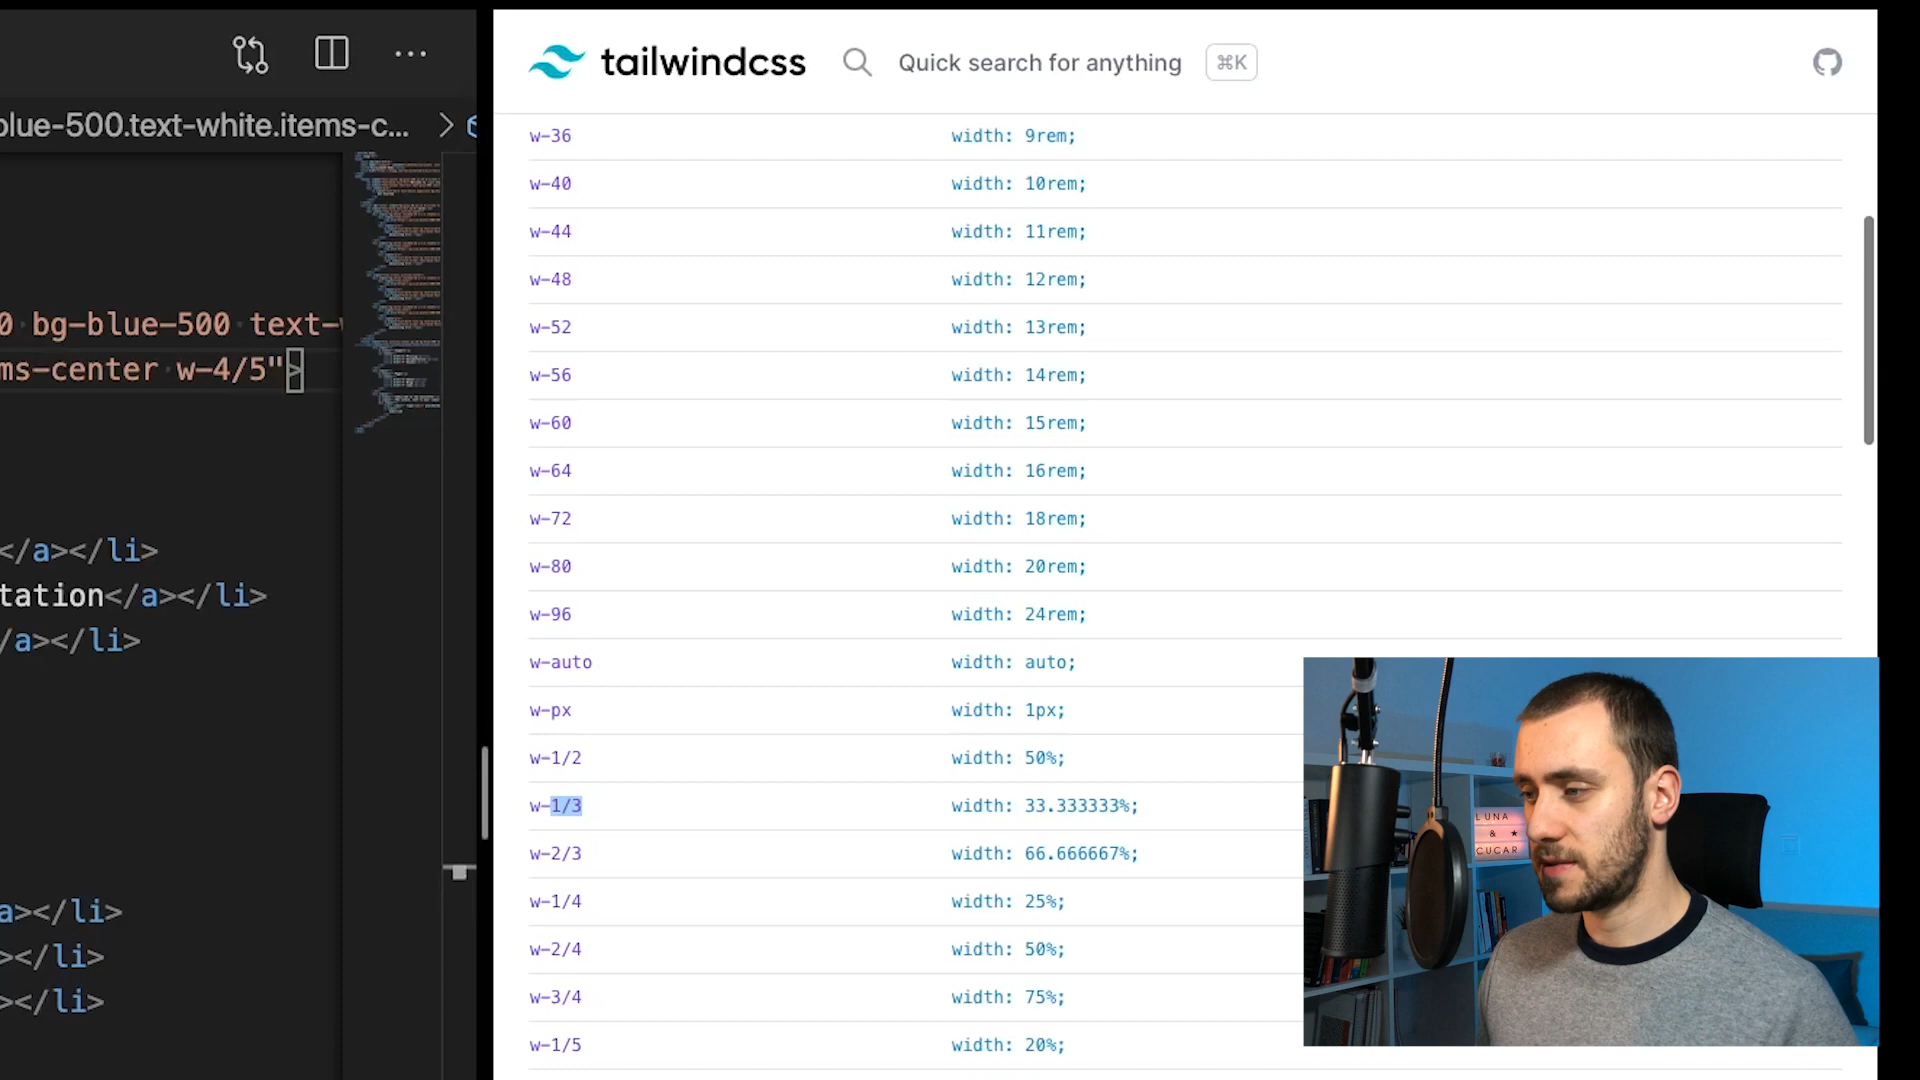 blue-500.text-white.items-c...
0 bg-blue-500 text-
ms-center w-4/5">
</a></li>
tation</a></li>
/a></li>
a></li>
></li>
></li>
tailwindcss
Quick search for anything
⌘K
w-36 width: 9rem;
w-40 width: 10rem;
w-44 width: 11rem;
w-48 width: 12rem;
w-52 width: 13rem;
w-56 width: 14rem;
w-60 width: 15rem;
w-64 width: 16rem;
w-72 width: 18rem;
w-80 width: 20rem;
w-96 width: 24rem;
w-auto width: auto;
w-px width: 1px;
w-1/2 width: 50%;
w-1/3 width: 33.333333%;
w-2/3 width: 66.666667%;
w-1/4 width: 25%;
w-2/4 width: 50%;
w-3/4 width: 75%;
w-1/5 width: 20%;
LUNA
& ★
CUCAR